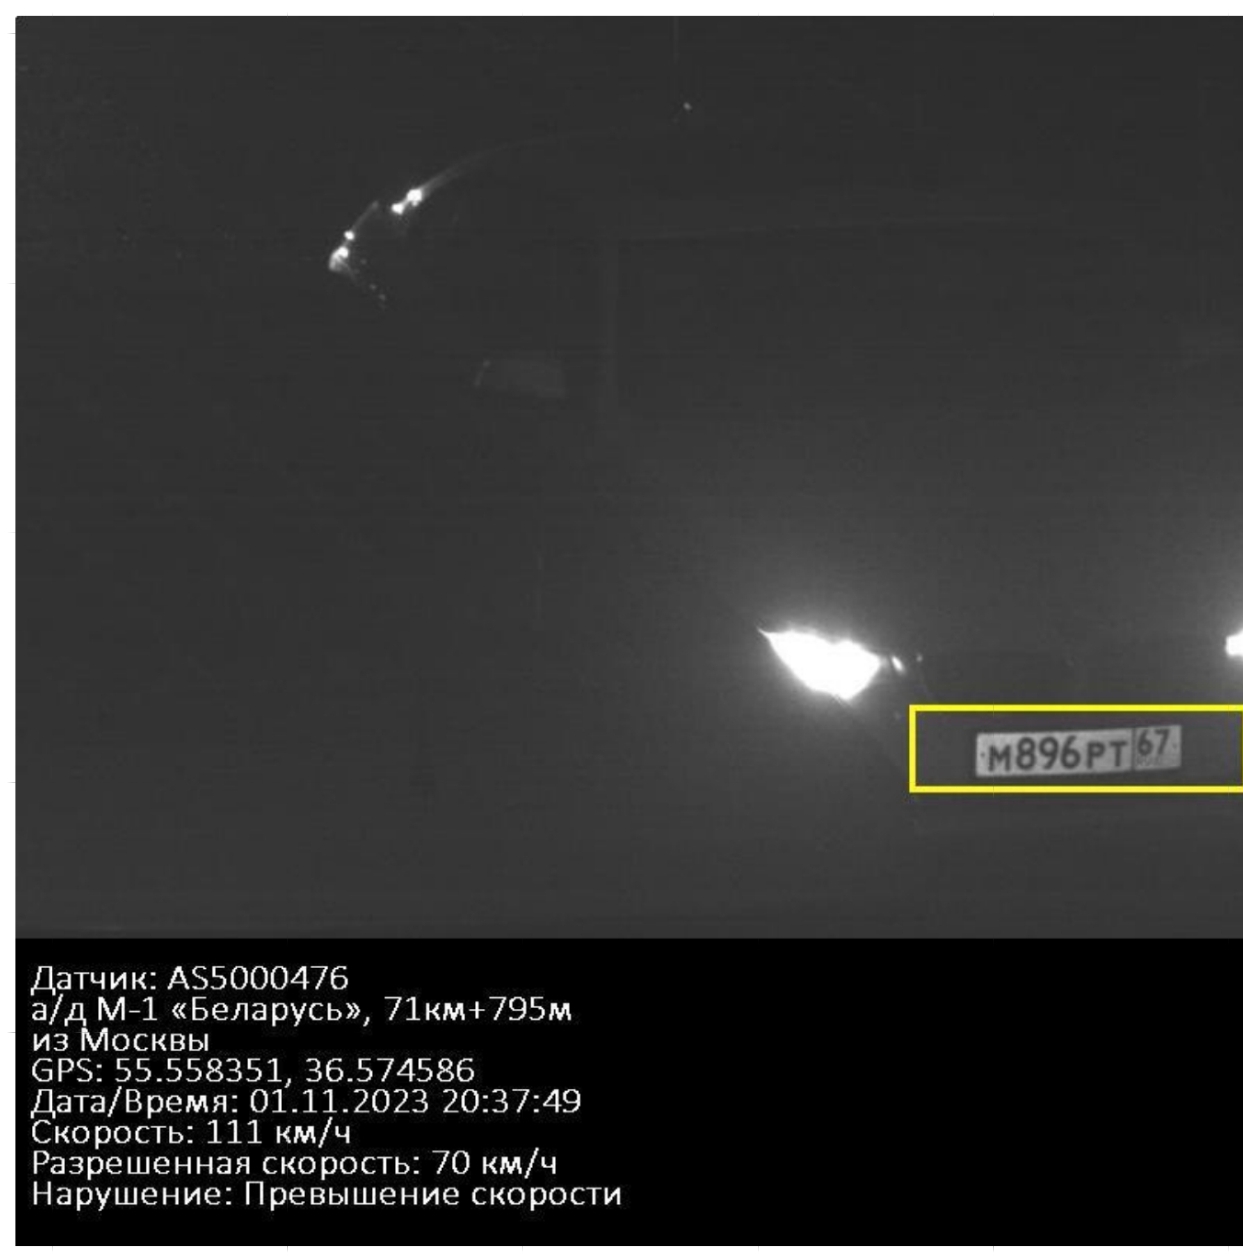 М896РТ 67
Датчик: AS5000476
а/д М-1 «Беларусь», 71км+795м
из Москвы
GPS: 55.558351, 36.574586
Дата/Время: 01.11.2023 20:37:49
Скорость: 111 км/ч
Разрешенная скорость: 70 км/ч
Нарушение: Превышение скорости